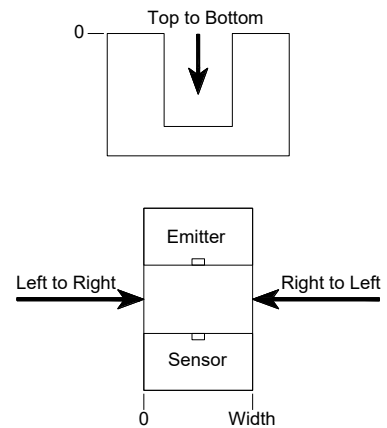 Top to Bottom
0
Emitter
Left to Right
Right to Left
Sensor
0
Width